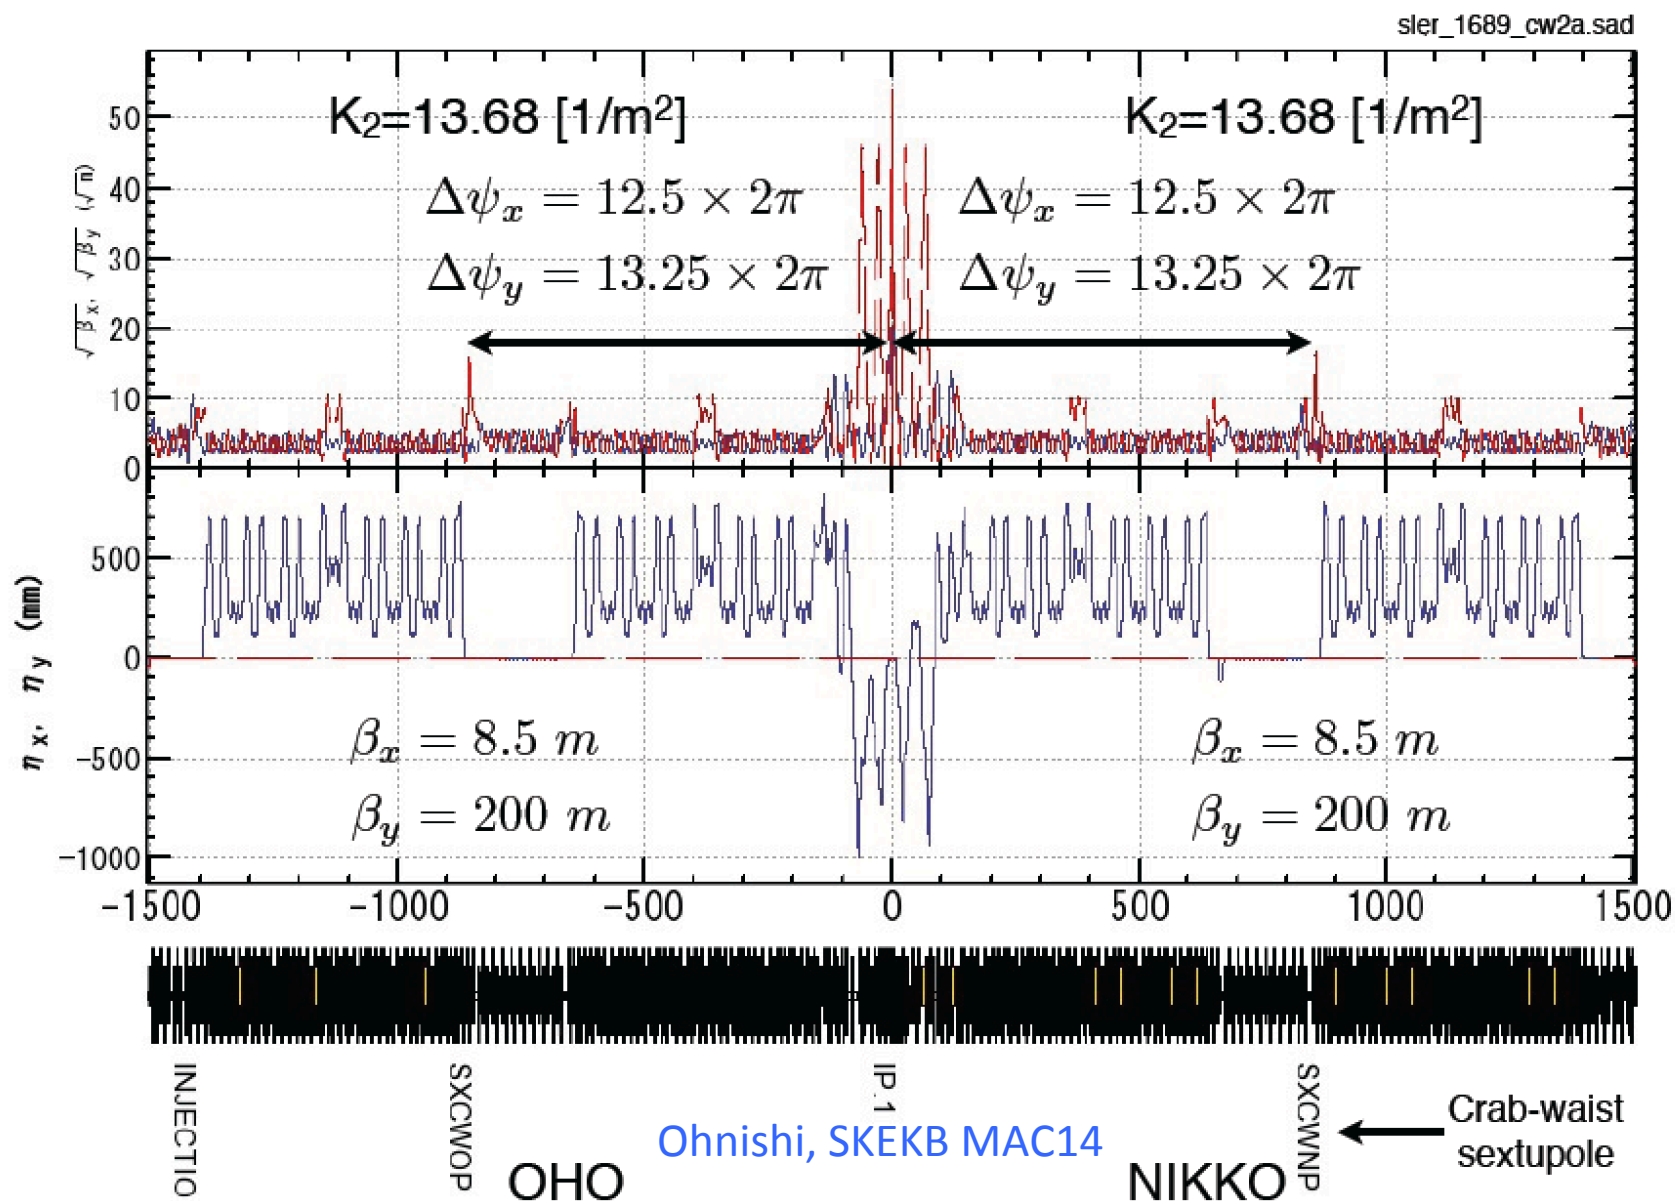 sler_1689_cw2a.sad
K₂=13.68 [1/m²]
K₂=13.68 [1/m²]
Δψx = 12.5 × 2π
Δψx = 12.5 × 2π
Δψy = 13.25 × 2π
Δψy = 13.25 × 2π
√βx, √βy (√m)
50
40
30
20
10
0
ηx, ηy (mm)
500
0
-500
-1000
βx = 8.5 m
βx = 8.5 m
βy = 200 m
βy = 200 m
-1500 -1000 -500 0 500 1000 1500
INJECTIO
SXCWOP
IP.1
SXCWNP
Crab-waist
sextupole
Ohnishi, SKEKB MAC14
OHO
NIKKO